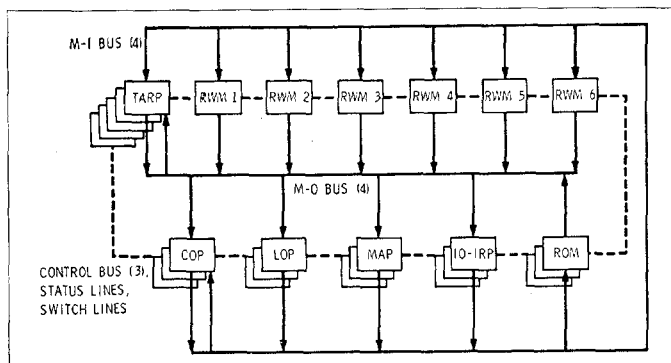 M-I BUS (4)
TARP
RWM 1
RWM 2
RWM 3
RWM 4
RWM 5
RWM 6
M-O BUS (4)
COP
LOP
MAP
IO-IRP
ROM
CONTROL BUS (3),
STATUS LINES,
SWITCH LINES